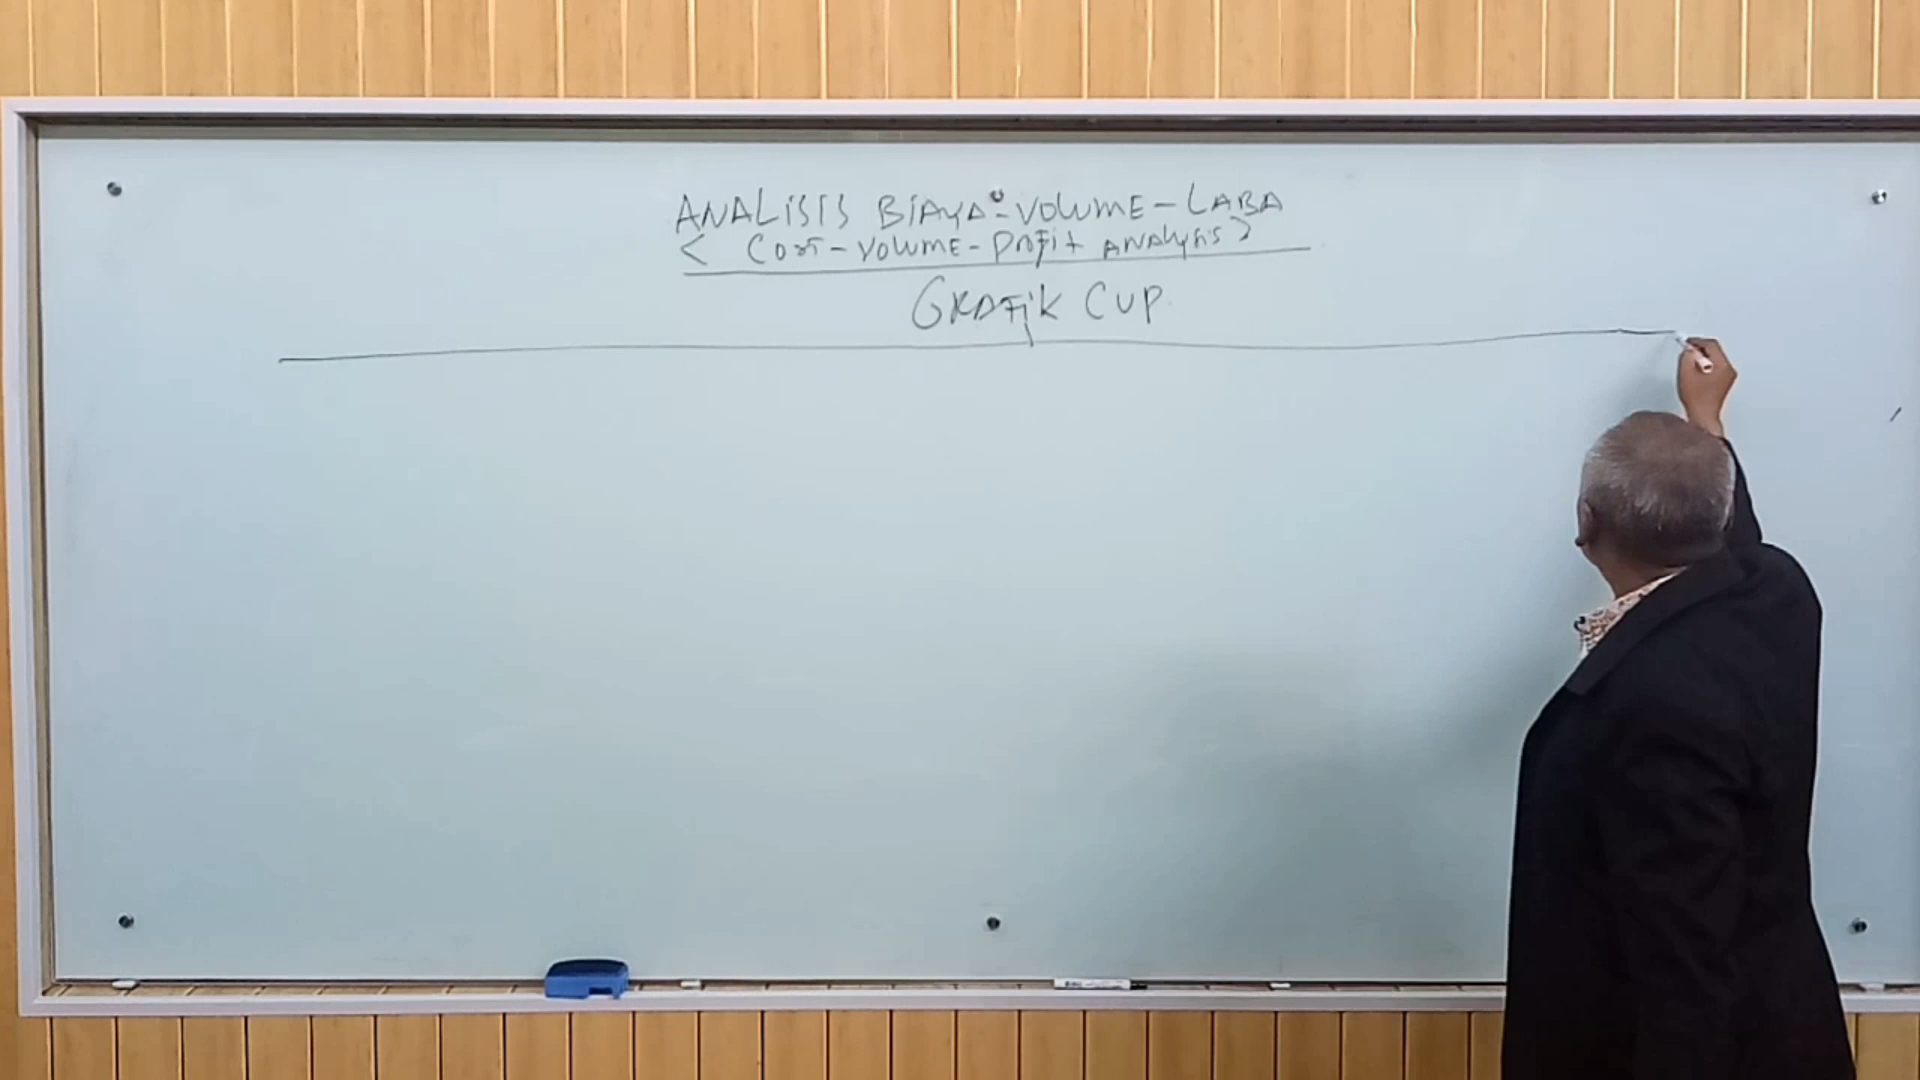 ANALISIS BIAYA-VOLUME-LABA
( COST-VOLUME-PROFIT ANALYSIS )
GRAFIK CVP